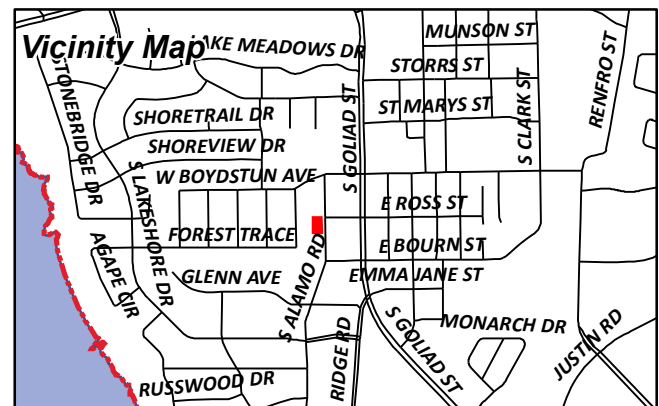 Vicinity Map
AKE MEADOWS DR
MUNSON ST
STORRS ST
STONEBRIDGE DR
S GOLIAD ST
S CLARK ST
RENFRO ST
SHORETRAIL DR
ST MARYS ST
SHOREVIEW DR
W BOYDSTUN AVE
S LAKESHORE DR
E ROSS ST
FOREST TRACE
E BOURN ST
AGAPE CIR
GLENN AVE
S ALAMO RD
EMMA JANE ST
S GOLIAD ST
MONARCH DR
JUSTIN RD
RIDGE RD
RUSSWOOD DR